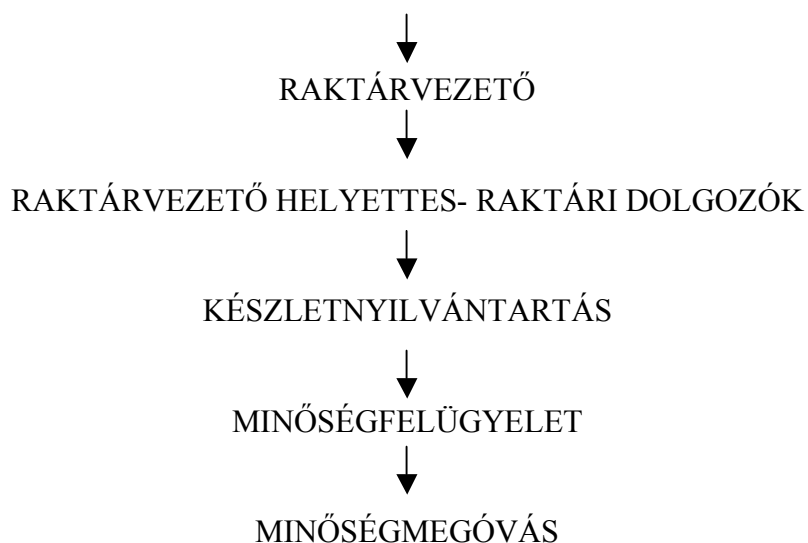 RAKTÁRVEZETŐ
RAKTÁRVEZETŐ HELYETTES- RAKTÁRI DOLGOZÓK
KÉSZLETNYILVÁNTARTÁS
MINŐSÉGFELÜGYELET
MINŐSÉGMEGÓVÁS